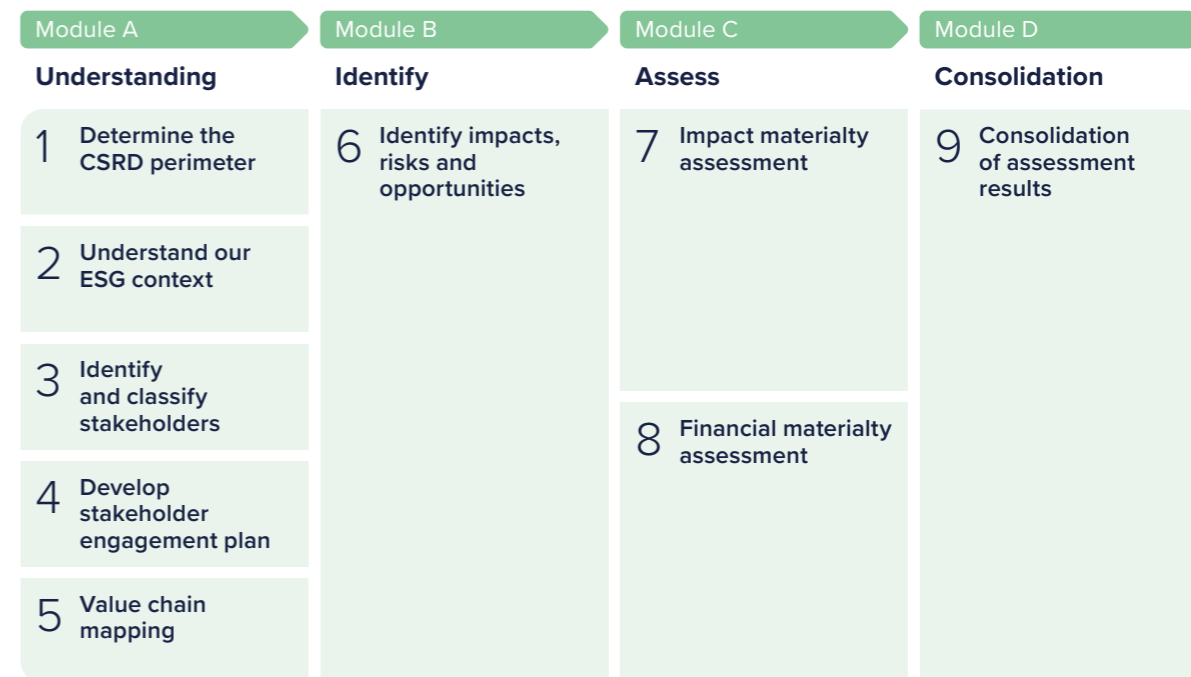 Module A
Understanding
1
Determine the
CSRD perimeter
2
Understand our
ESG context
3
Identify
and classify
stakeholders
4
Develop
stakeholder
engagement plan
5
Value chain
mapping
Module B
Identify
6
Identify impacts,
risks and
opportunities
Module C
Assess
7
Impact materialty
assessment
8
Financial materialty
assessment
Module D
Consolidation
9
Consolidation
of assessment
results